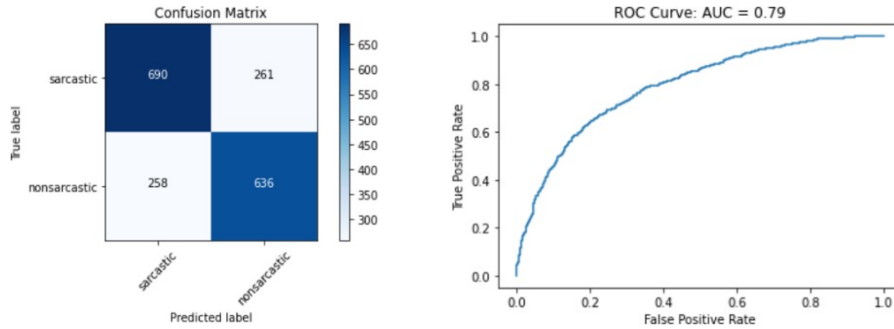 Confusion Matrix
sarcastic
nonsarcastic
True label
690 261
258 636
sarcastic nonsarcastic
Predicted label
650
600
550
500
450
400
350
300
ROC Curve: AUC = 0.79
True Positive Rate
1.0
0.8
0.6
0.4
0.2
0.0
0.0 0.2 0.4 0.6 0.8 1.0
False Positive Rate